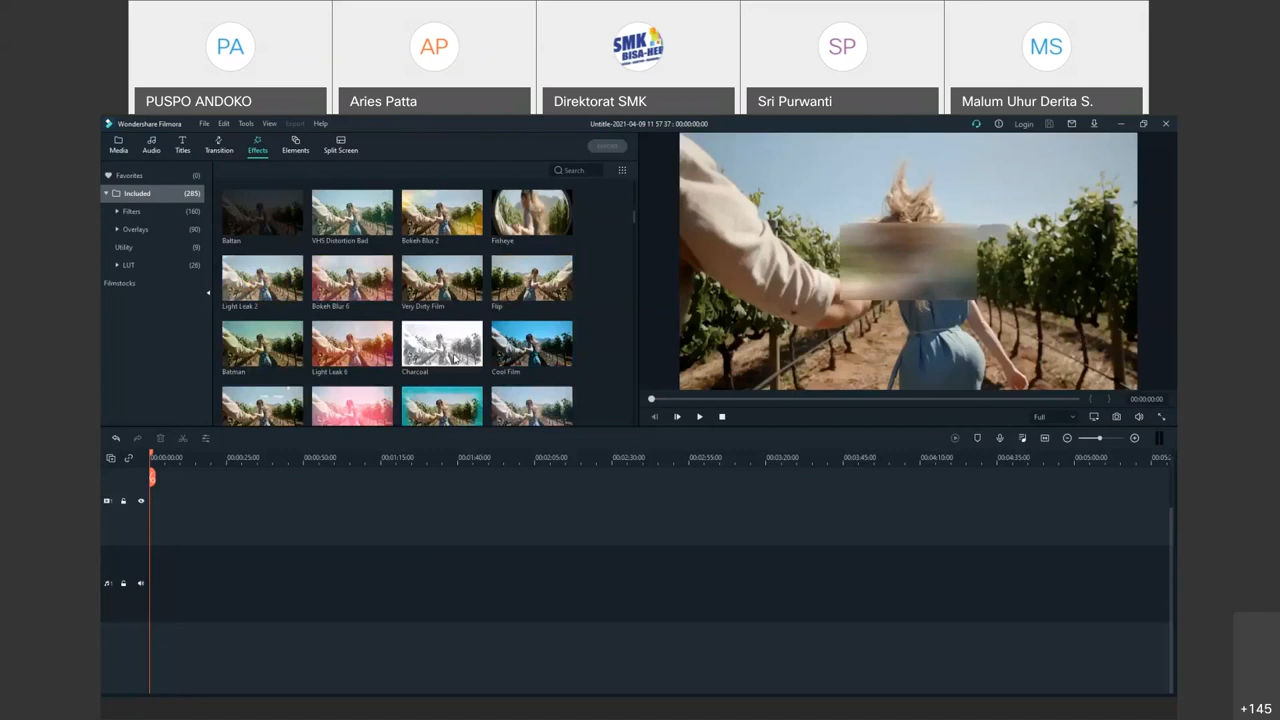 PA
AP
SMK
BISA-HEB
SP
MS
PUSPO ANDOKO
Aries Patta
Direktorat SMK
Sri Purwanti
Malum Uhur Derita S.
Wondershare Filmora
File
Edit
Tools
View
Export
Help
Untitle-2021-04-09 11 57 37 : 00:00:00:00
Login
Media
Audio
Titles
Transition
Effects
Elements
Split Screen
EXPORT
Favorites (0)
Included (285)
Filters (160)
Overlays (90)
Utility (9)
LUT (26)
Filmstocks
Search
Baltan
VHS Distortion Bad
Bokeh Blur 2
Fisheye
Light Leak 2
Bokeh Blur 6
Very Dirty Film
Flip
Batman
Light Leak 6
Charcoal
Cool Film
00:00:00:00
Full
00:00:00:00
00:00:25:00
00:00:50:00
00:01:15:00
00:01:40:00
00:02:05:00
00:02:30:00
00:02:55:00
00:03:20:00
00:03:45:00
00:04:10:00
00:04:35:00
00:05:00:00
00:05:2
+145